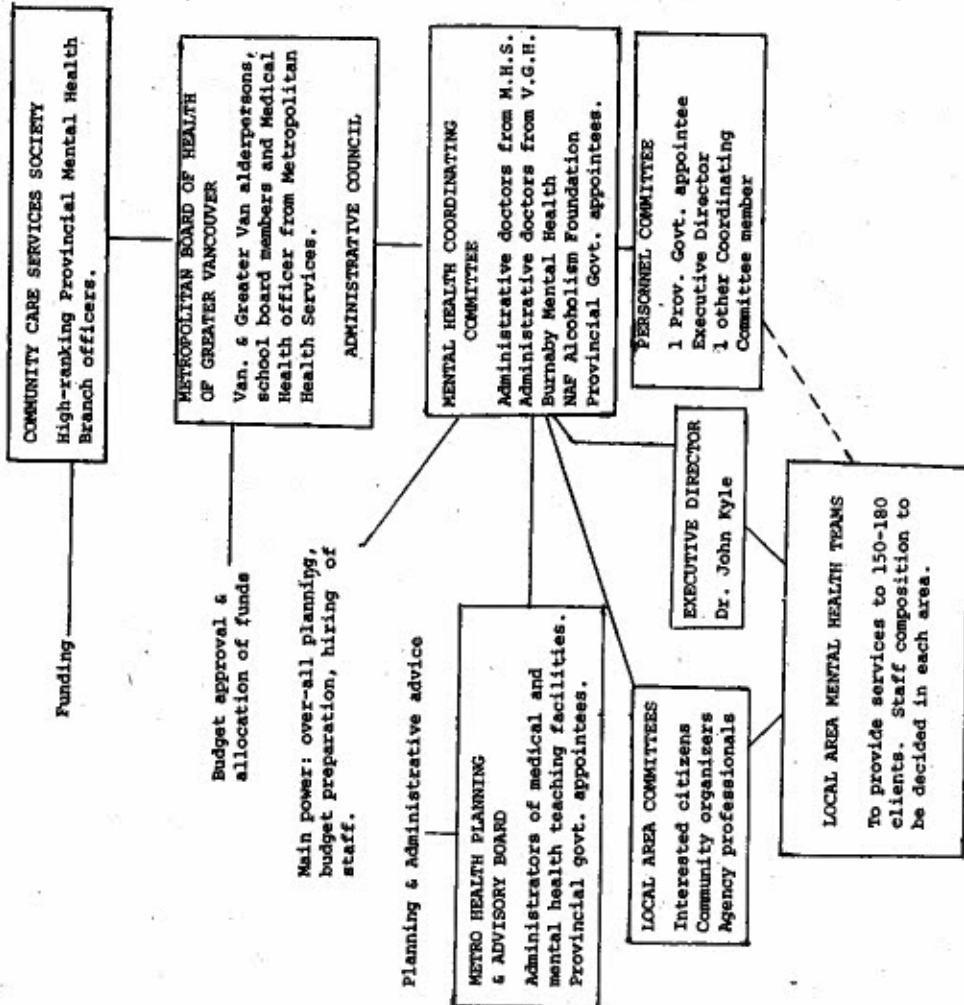 Funding
COMMUNITY CARE SERVICES SOCIETY
High-ranking Provincial Mental Health
Branch officers.
Budget approval &
allocation of funds
METROPOLITAN BOARD OF HEALTH
OF GREATER VANCOUVER
Van. & Greater Van alderpersons,
school board members and Medical
Health officer from Metropolitan
Health Services.
ADMINISTRATIVE COUNCIL
Main power: over-all planning,
budget preparation, hiring of
staff.
MENTAL HEALTH COORDINATING
COMMITTEE
Administrative doctors from M.H.S.
Administrative doctors from V.G.H.
Burnaby Mental Health
NAF Alcoholism Foundation
Provincial Govt. appointees.
Planning & Administrative advice
METRO HEALTH PLANNING
& ADVISORY BOARD
Administrators of medical and
mental health teaching facilities.
Provincial govt. appointees.
PERSONNEL COMMITTEE
1 Prov. Govt. appointee
Executive Director
1 other Coordinating
Committee member
EXECUTIVE DIRECTOR
Dr. John Kyle
LOCAL AREA COMMITTEES
Interested citizens
Community organizers
Agency professionals
LOCAL AREA MENTAL HEALTH TEAMS
To provide services to 150-180
clients. Staff composition to
be decided in each area.